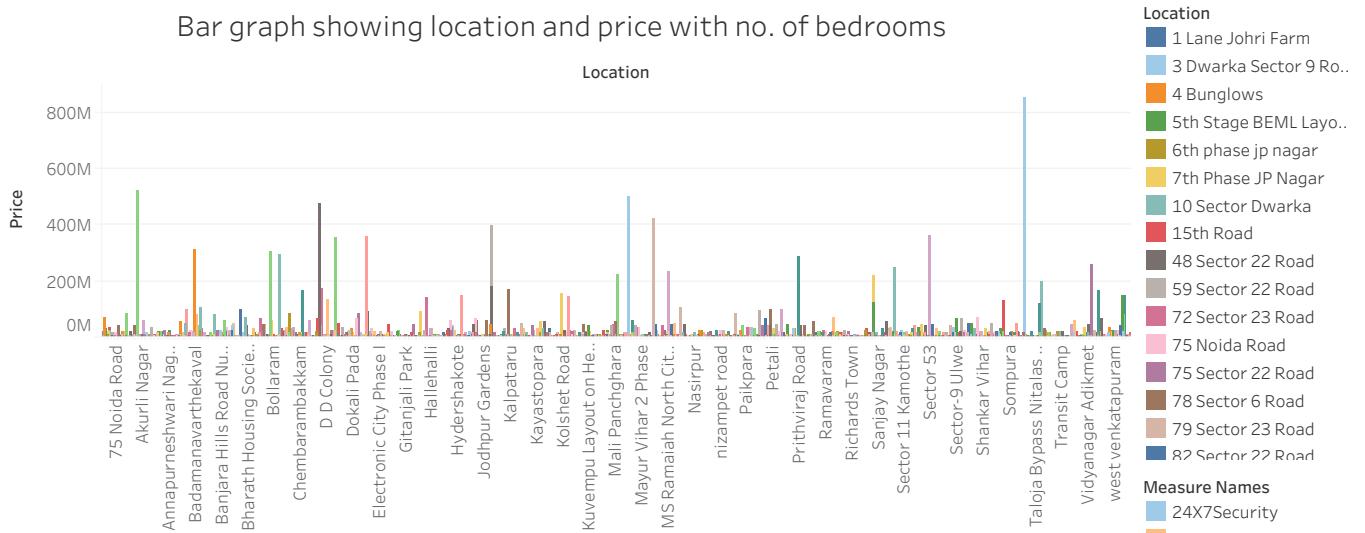 Bar graph showing location and price with no. of bedrooms
Location
Price
800M
600M
400M
200M
0M
75 Noida Road
Akurli Nagar
Annapurneshwari Nag..
Badamanavarthekaval
Banjara Hills Road Nu..
Bharath Housing Socie..
Bollaram
Chembarambakkam
D D Colony
Dokali Pada
Electronic City Phase I
Gitanjali Park
Hallehalli
Hydershakote
Jodhpur Gardens
Kalpataru
Kayastopara
Kolshet Road
Kuvempu Layout on He..
Mali Panchghara
Mayur Vihar 2 Phase
MS Ramaiah North Cit..
Nasirpur
nizampet road
Paikpara
Petali
Prithviraj Road
Ramavaram
Richards Town
Sanjay Nagar
Sector 11 Kamothe
Sector 53
Sector-9 Ulwe
Shankar Vihar
Sompura
Taloja Bypass Nitalas ..
Transit Camp
Vidyanagar Adikmet
west venkatapuram
Location
1 Lane Johri Farm
3 Dwarka Sector 9 Ro..
4 Bunglows
5th Stage BEML Layo..
6th phase jp nagar
7th Phase JP Nagar
10 Sector Dwarka
15th Road
48 Sector 22 Road
59 Sector 22 Road
72 Sector 23 Road
75 Noida Road
75 Sector 22 Road
78 Sector 6 Road
79 Sector 23 Road
82 Sector 22 Road
Measure Names
24X7Security